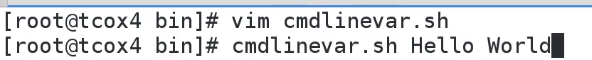 [root@tcox4 bin]# vim cmdlinevar.sh
[root@tcox4 bin]# cmdlinevar.sh Hello World